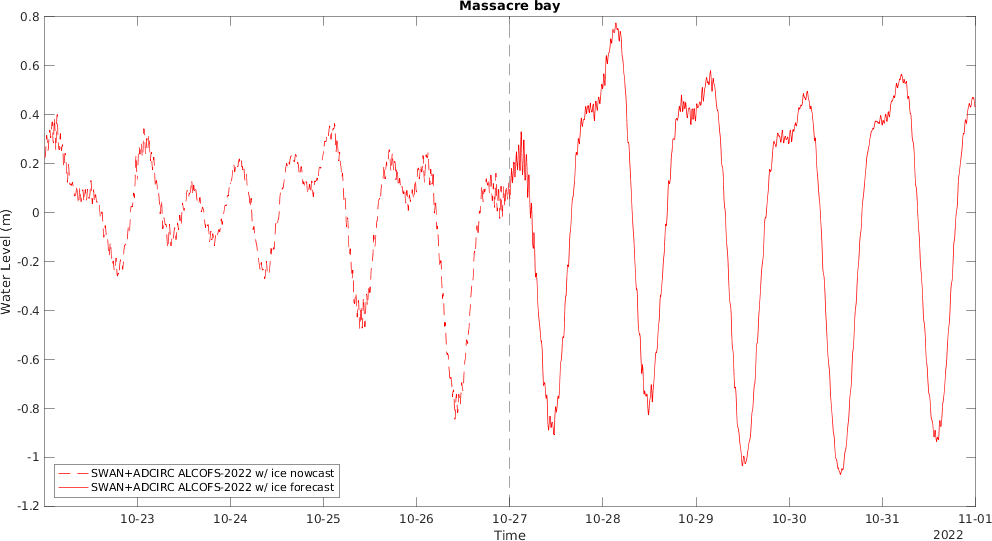 Massacre bay
0.8
0.6
0.4
0.2
0
-0.2
-0.4
-0.6
-0.8
-1
-1.2
Water Level (m)
SWAN+ADCIRC ALCOFS-2022 w/ ice nowcast
SWAN+ADCIRC ALCOFS-2022 w/ ice forecast
10-23 10-24 10-25 10-26 10-27 10-28 10-29 10-30 10-31 11-01
Time
2022